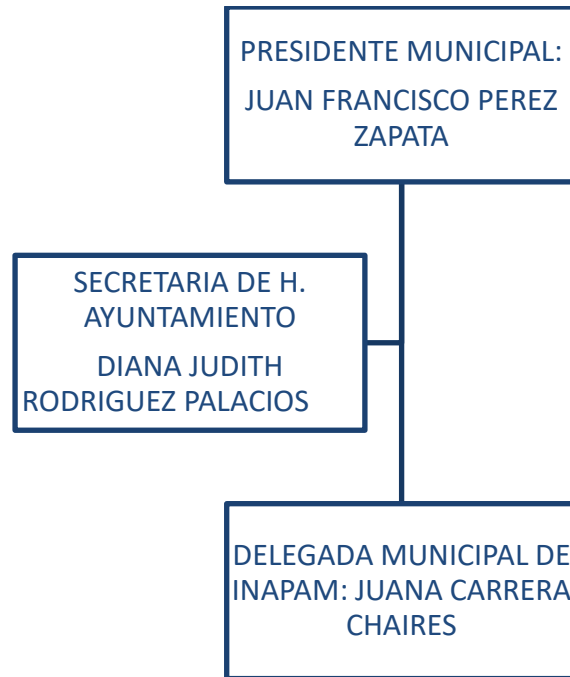 PRESIDENTE MUNICIPAL:
JUAN FRANCISCO PEREZ
ZAPATA
SECRETARIA DE H.
AYUNTAMIENTO
DIANA JUDITH
RODRIGUEZ PALACIOS
DELEGADA MUNICIPAL DE
INAPAM: JUANA CARRERA
CHAIRES